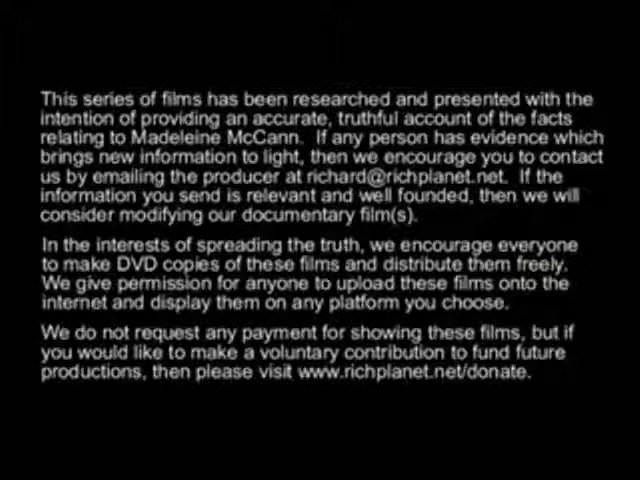 This series of films has been researched and presented with the
intention of providing an accurate, truthful account of the facts
relating to Madeleine McCann.  If any person has evidence which
brings new information to light, then we encourage you to contact
us by emailing the producer at richard@richplanet.net.  If the
information you send is relevant and well founded, then we will
consider modifying our documentary film(s).
In the interests of spreading the truth, we encourage everyone
to make DVD copies of these films and distribute them freely.
We give permission for anyone to upload these films onto the
internet and display them on any platform you choose.
We do not request any payment for showing these films, but if
you would like to make a voluntary contribution to fund future
productions, then please visit www.richplanet.net/donate.